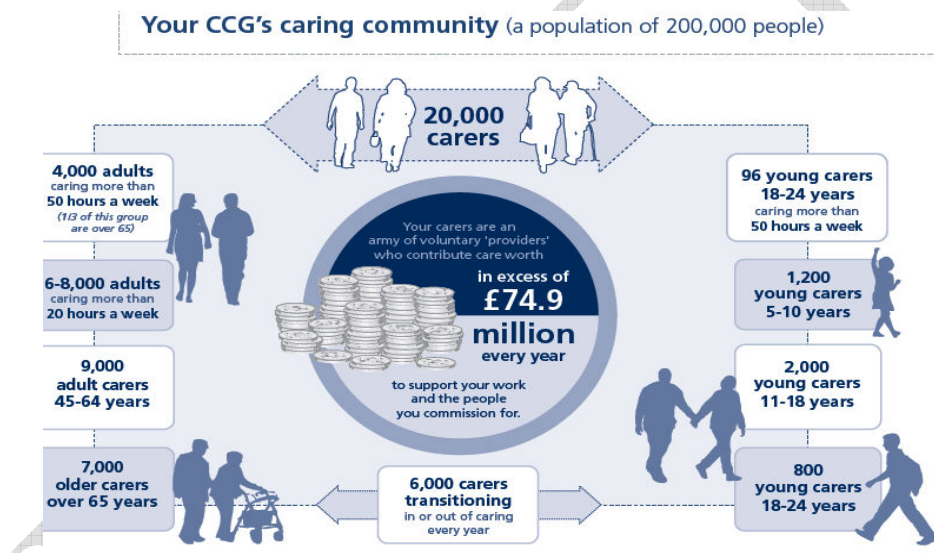 Your CCG's caring community (a population of 200,000 people)
20,000
carers
4,000 adults
caring more than
50 hours a week
(1/3 of this group
are over 65)
6-8,000 adults
caring more than
20 hours a week
9,000
adult carers
45-64 years
7,000
older carers
over 65 years
Your carers are an
army of voluntary 'providers'
who contribute care worth
in excess of
£74.9
million
every year
to support your work
and the people
you commission for.
6,000 carers
transitioning
in or out of caring
every year
96 young carers
18-24 years
caring more than
50 hours a week
1,200
young carers
5-10 years
2,000
young carers
11-18 years
800
young carers
18-24 years